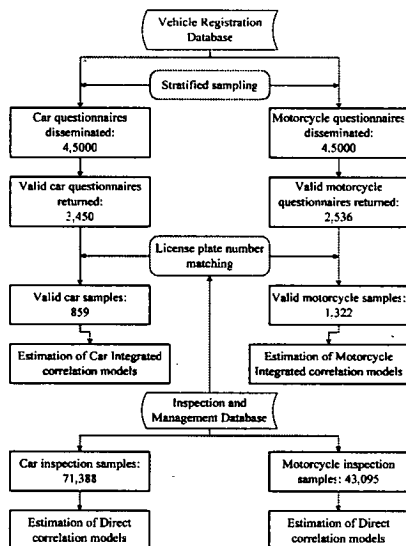 Vehicle Registration
Database
Stratified sampling
Car questionnaires
disseminated:
4,5000
Motorcycle questionnaires
disseminated:
4,5000
Valid car questionnaires
returned:
3,450
Valid motorcycle
questionnaires returned:
2,536
License plate number
matching
Valid car samples:
859
Valid motorcycle samples:
1,322
Estimation of Car Integrated
correlation models
Estimation of Motorcycle
Integrated correlation models
Inspection and
Management Database
Car inspection samples:
71,388
Motorcycle inspection
samples: 43,095
Estimation of Direct
correlation models
Estimation of Direct
correlation models